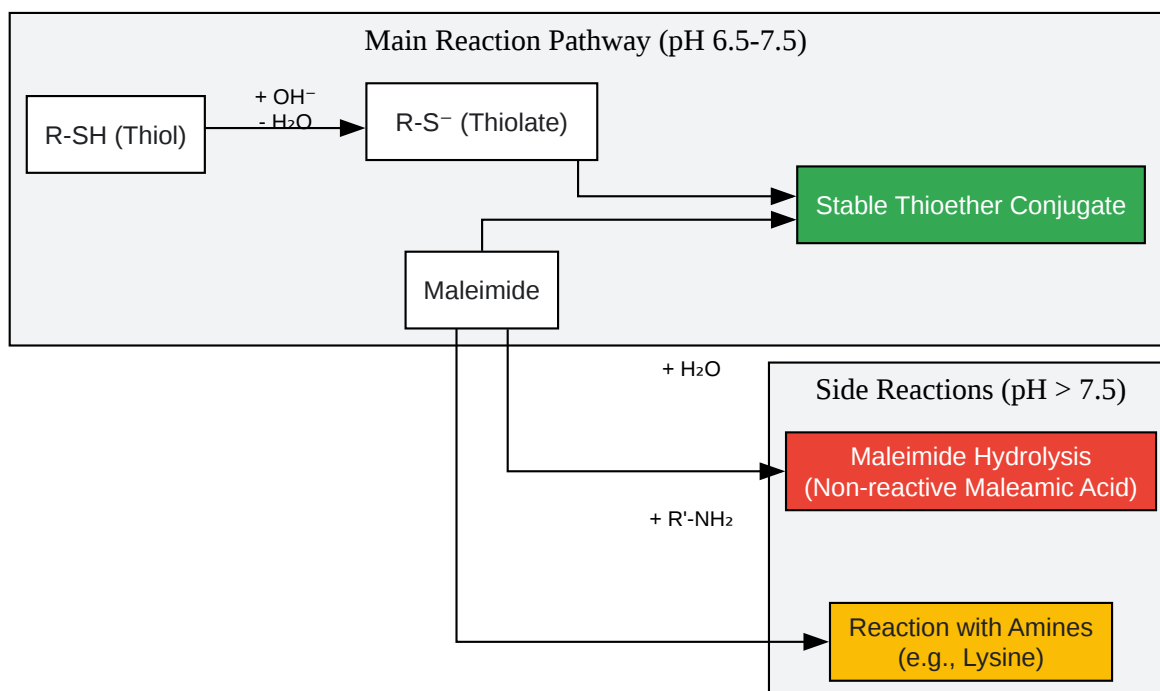 Main Reaction Pathway (pH 6.5-7.5)
+ OH⁻
- H₂O
R-SH (Thiol)
R-S⁻ (Thiolate)
Stable Thioether Conjugate
Maleimide
+ H₂O
Side Reactions (pH > 7.5)
Maleimide Hydrolysis
(Non-reactive Maleamic Acid)
+ R'-NH₂
Reaction with Amines
(e.g., Lysine)